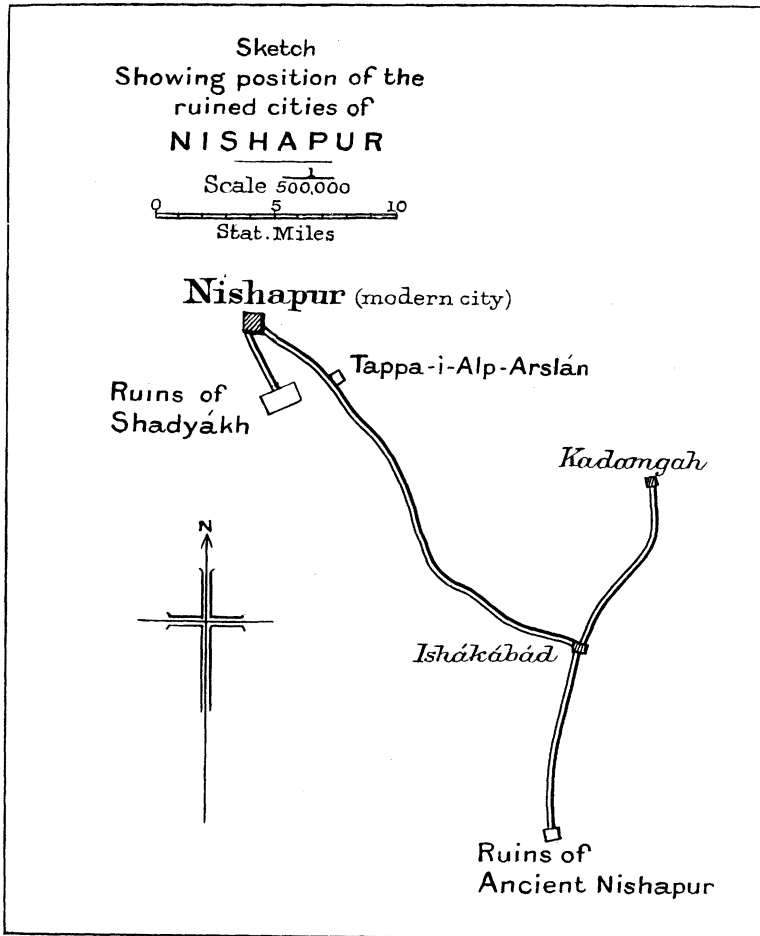 Sketch
Showing position of the
ruined cities of
NISHAPUR
Scale 1/500,000
0 5 10
Stat. Miles
Nishapur (modern city)
Tappa-i-Alp-Arslán
Ruins of
Shadyákh
Kadamgah
N
Ishákábád
Ruins of
Ancient Nishapur